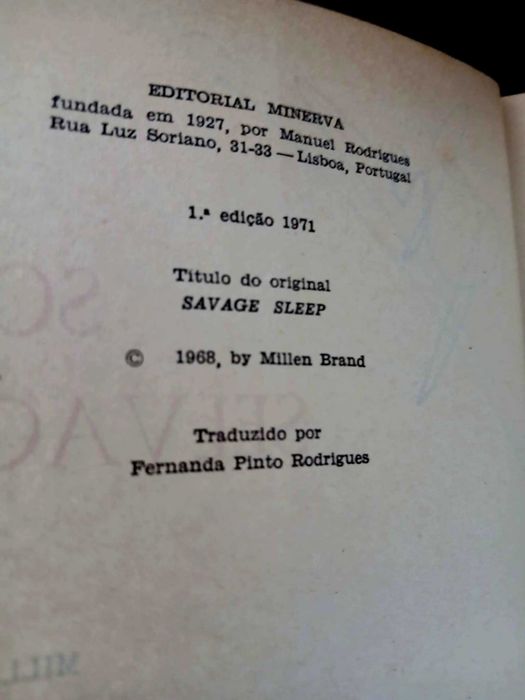 EDITORIAL MINERVA
fundada em 1927, por Manuel Rodrigues
Rua Luz Soriano, 31-33 — Lisboa, Portugal
1.ª edição 1971
Título do original
SAVAGE SLEEP
© 1968, by Millen Brand
Traduzido por
Fernanda Pinto Rodrigues